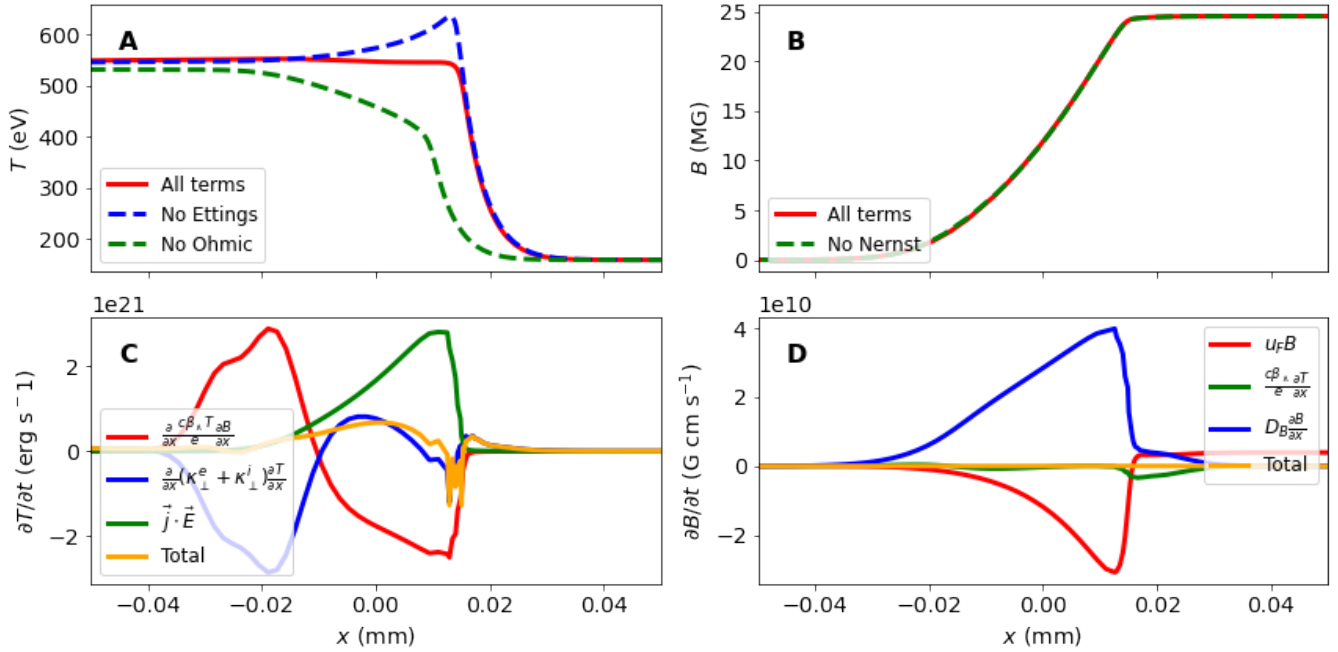 A
600
500
400
300
200
T (eV)
All terms
No Ettings
No Ohmic
B
25
20
15
10
5
0
B (MG)
All terms
No Nernst
1e21
C
2
0
−2
∂T/∂t (erg s⁻1)
∂/∂x cβ∧T/e ∂B/∂x
∂/∂x (κ⊥ᵉ + κ⊥ⁱ) ∂T/∂x
j⃗ · E⃗
Total
−0.04 −0.02 0.00 0.02 0.04
x (mm)
1e10
D
4
2
0
−2
∂B/∂t (G cm s⁻¹)
u_F B
cβ∧/e ∂T/∂x
D_B ∂B/∂x
Total
−0.04 −0.02 0.00 0.02 0.04
x (mm)